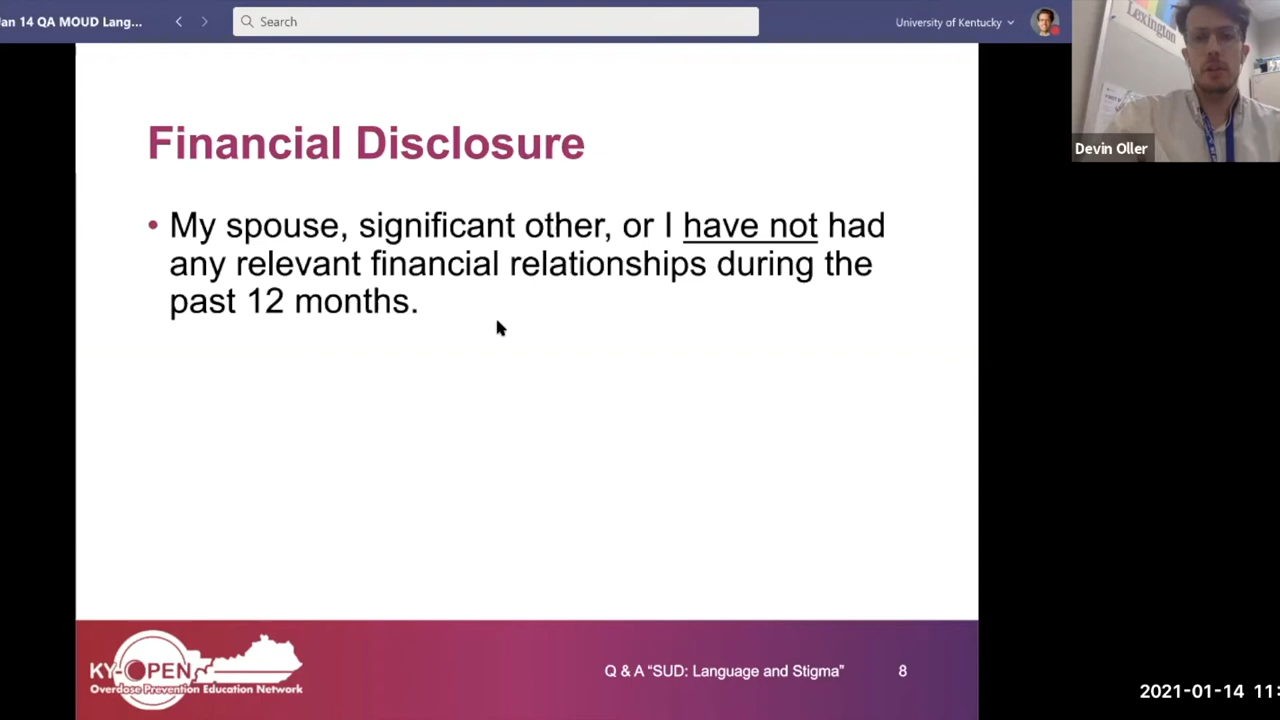 an 14 QA MOUD Lang...
Search
University of Kentucky
Lexington
Devin Oller
Financial Disclosure
• My spouse, significant other, or I have not had
any relevant financial relationships during the
past 12 months.
KY-OPEN
Overdose Prevention Education Network
Q & A “SUD: Language and Stigma”
8
2021-01-14 11: